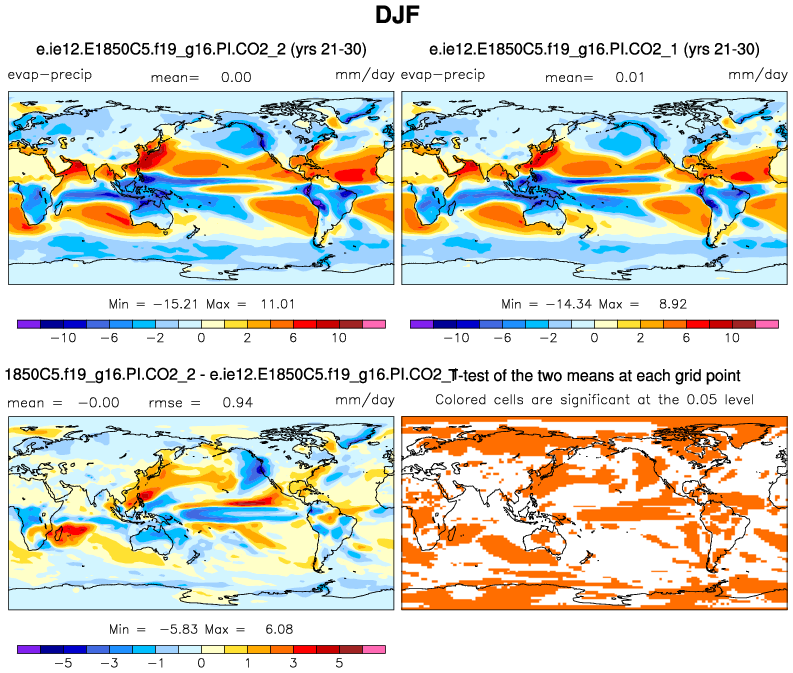 DJF
e.ie12.E1850C5.f19_g16.PI.CO2_2 (yrs 21-30)
e.ie12.E1850C5.f19_g16.PI.CO2_1 (yrs 21-30)
evap-precip mean= 0.00 mm/day
evap-precip mean= 0.01 mm/day
Min = -15.21 Max = 11.01
Min = -14.34 Max = 8.92
-10 -6 -2 0 2 6 10
-10 -6 -2 0 2 6 10
1850C5.f19_g16.PI.CO2_2 - e.ie12.E1850C5.f19_g16.PI.CO2_1
T-test of the two means at each grid point
mean = -0.00 rmse = 0.94 mm/day
Colored cells are significant at the 0.05 level
Min = -5.83 Max = 6.08
-5 -3 -1 0 1 3 5